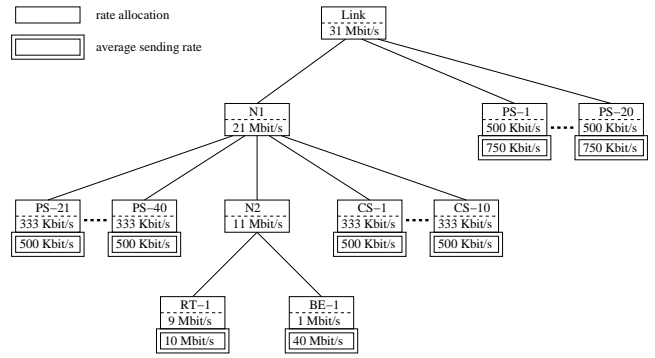 rate allocation
average sending rate
Link
31 Mbit/s
N1
21 Mbit/s
PS−1
500 Kbit/s
750 Kbit/s
PS−20
500 Kbit/s
750 Kbit/s
PS−21
333 Kbit/s
500 Kbit/s
PS−40
333 Kbit/s
500 Kbit/s
N2
11 Mbit/s
CS−1
333 Kbit/s
500 Kbit/s
CS−10
333 Kbit/s
500 Kbit/s
RT−1
9 Mbit/s
10 Mbit/s
BE−1
1 Mbit/s
40 Mbit/s